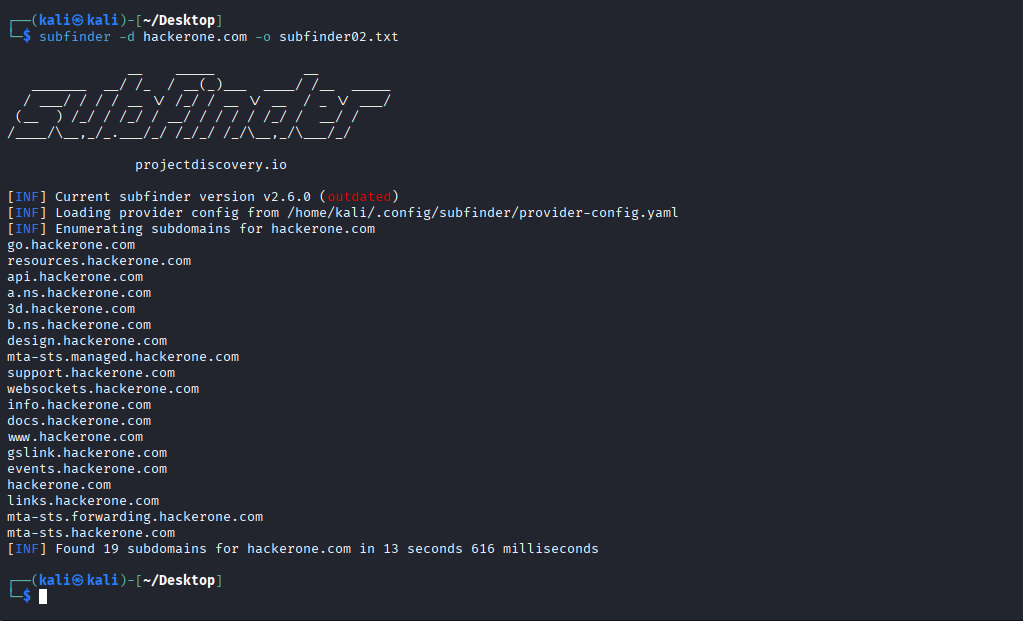 ┌──(kali㉿kali)-[~/Desktop]
└─$ subfinder -d hackerone.com -o subfinder02.txt
               __    _____           __
   _______  __/ /_  / __(_)___  ____/ /__  _____
  / ___/ / / / __ \/ /_/ / __ \/ __  / _ \/ ___/
 (__  ) /_/ / /_/ / __/ / / / / /_/ /  __/ /
/____/\__,_/_.___/_/ /_/_/ /_/\__,_/\___/_/
projectdiscovery.io
[INF] Current subfinder version v2.6.0 (outdated)
[INF] Loading provider config from /home/kali/.config/subfinder/provider-config.yaml
[INF] Enumerating subdomains for hackerone.com
go.hackerone.com
resources.hackerone.com
api.hackerone.com
a.ns.hackerone.com
3d.hackerone.com
b.ns.hackerone.com
design.hackerone.com
mta-sts.managed.hackerone.com
support.hackerone.com
websockets.hackerone.com
info.hackerone.com
docs.hackerone.com
www.hackerone.com
gslink.hackerone.com
events.hackerone.com
hackerone.com
links.hackerone.com
mta-sts.forwarding.hackerone.com
mta-sts.hackerone.com
[INF] Found 19 subdomains for hackerone.com in 13 seconds 616 milliseconds
┌──(kali㉿kali)-[~/Desktop]
└─$